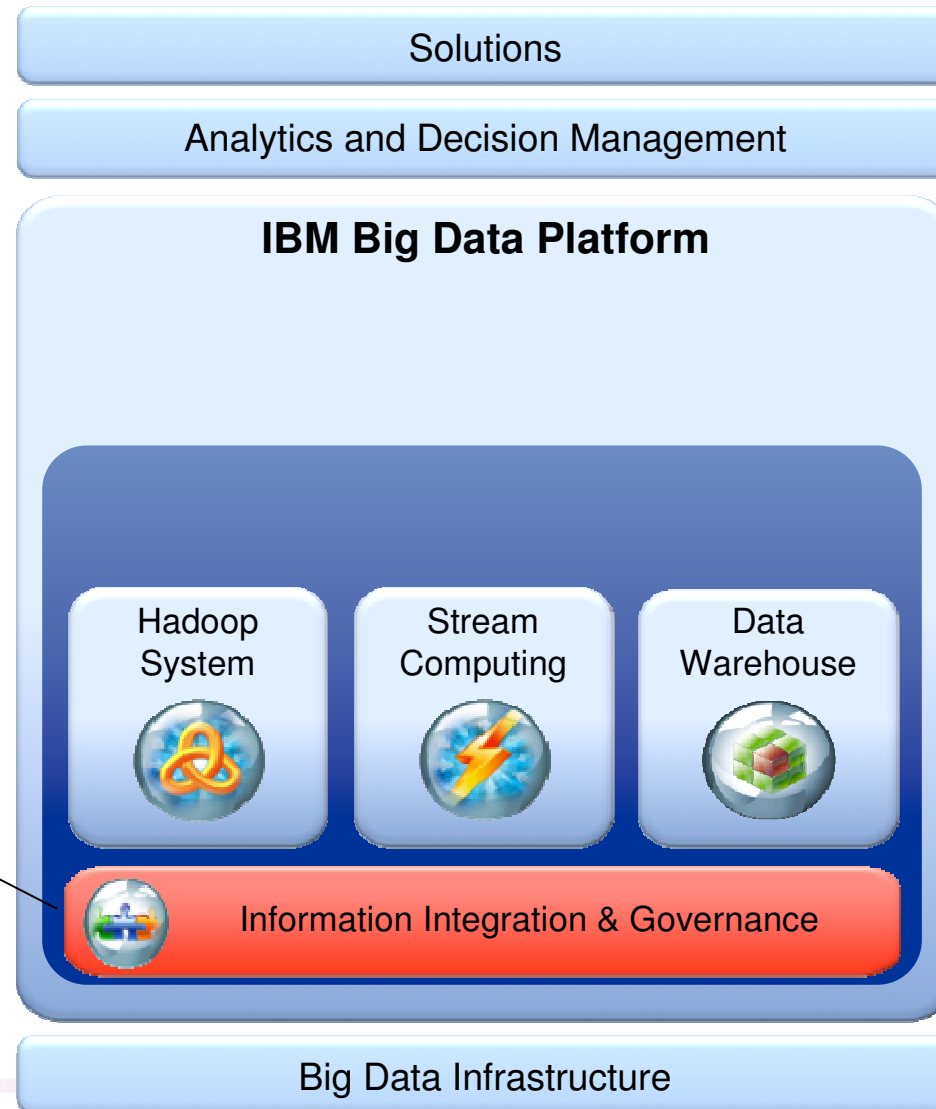 Solutions
Analytics and Decision Management
IBM Big Data Platform
Hadoop
System
Stream
Computing
Data
Warehouse
Information Integration & Governance
Big Data Infrastructure